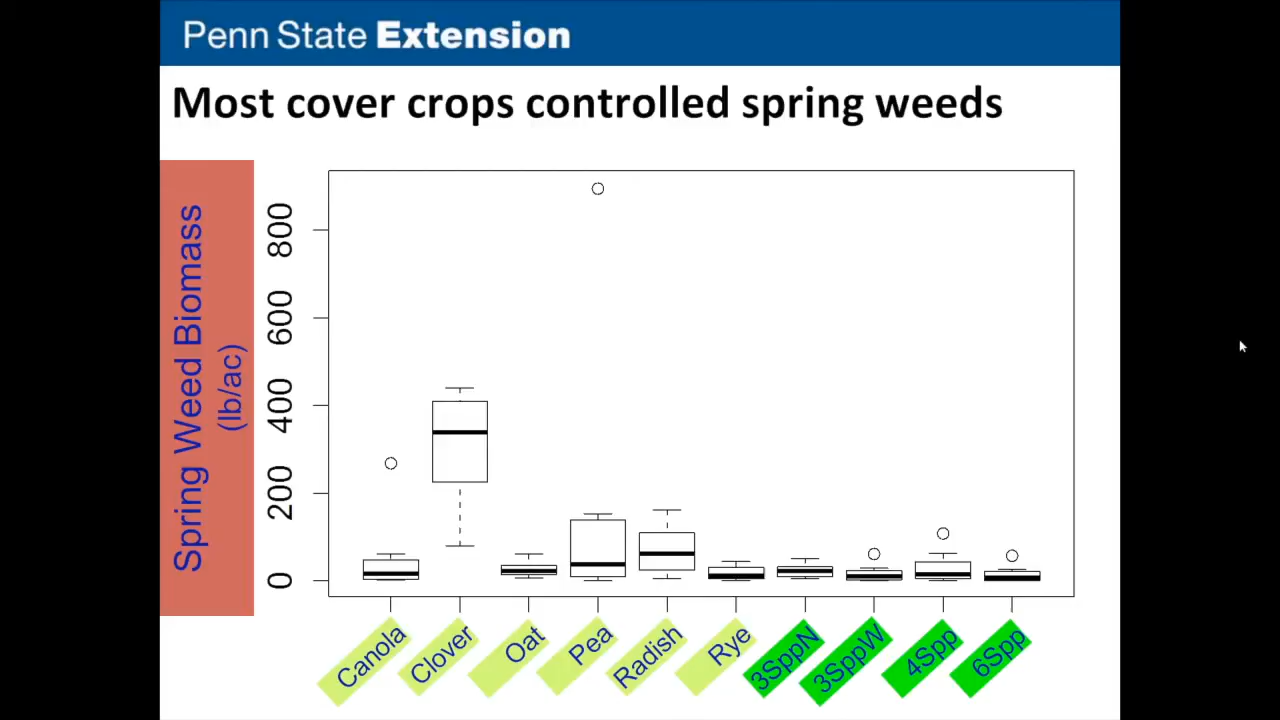 Penn State Extension
Most cover crops controlled spring weeds
Spring Weed Biomass
(lb/ac)
800
600
400
200
0
Canola
Clover
Oat
Pea
Radish
Rye
3SppN
3SppW
4Spp
6Spp